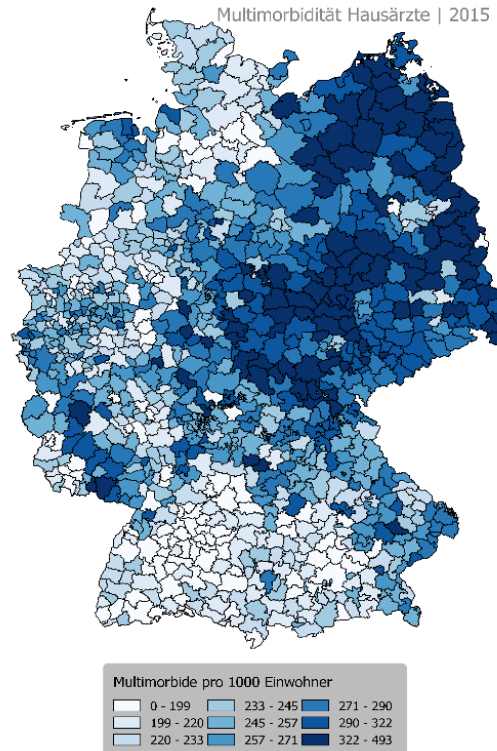 Multimorbidität Hausärzte | 2015
Multimorbide pro 1000 Einwohner
0 - 199 233 - 245 271 - 290
199 - 220 245 - 257 290 - 322
220 - 233 257 - 271 322 - 493